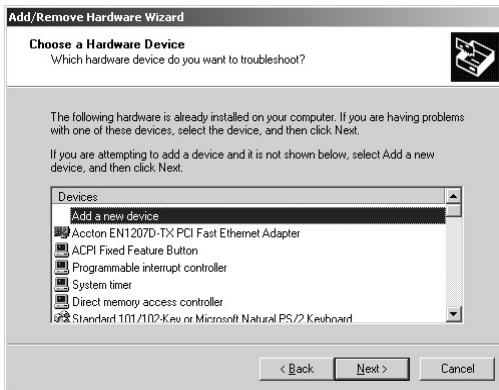 Add/Remove Hardware Wizard
Choose a Hardware Device
Which hardware device do you want to troubleshoot?
The following hardware is already installed on your computer. If you are having problems
with one of these devices, select the device, and then click Next.
If you are attempting to add a device and it is not shown below, select Add a new
device, and then click Next.
Devices
Add a new device
Accton EN1207D-TX PCI Fast Ethernet Adapter
ACPI Fixed Feature Button
Programmable interrupt controller
System timer
Direct memory access controller
Standard 101/102-Key or Microsoft Natural PS/2 Keyboard
< Back
Next >
Cancel